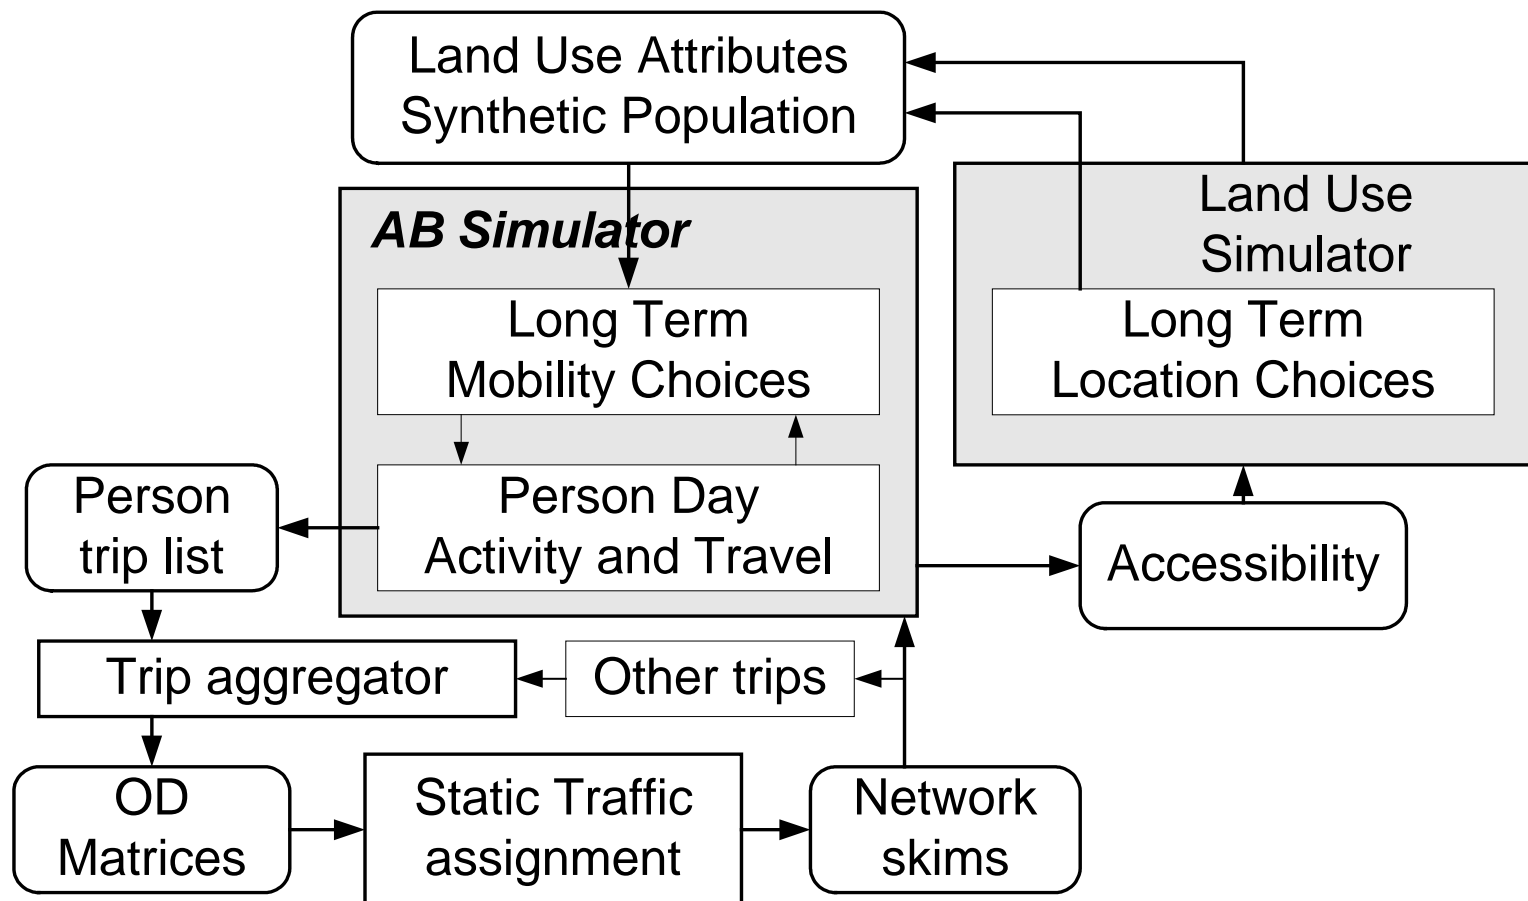 Land Use Attributes
Synthetic Population
AB Simulator
Land Use
Simulator
Long Term
Mobility Choices
Long Term
Location Choices
Person Day
Activity and Travel
Person
trip list
Accessibility
Trip aggregator
Other trips
OD
Matrices
Static Traffic
assignment
Network
skims